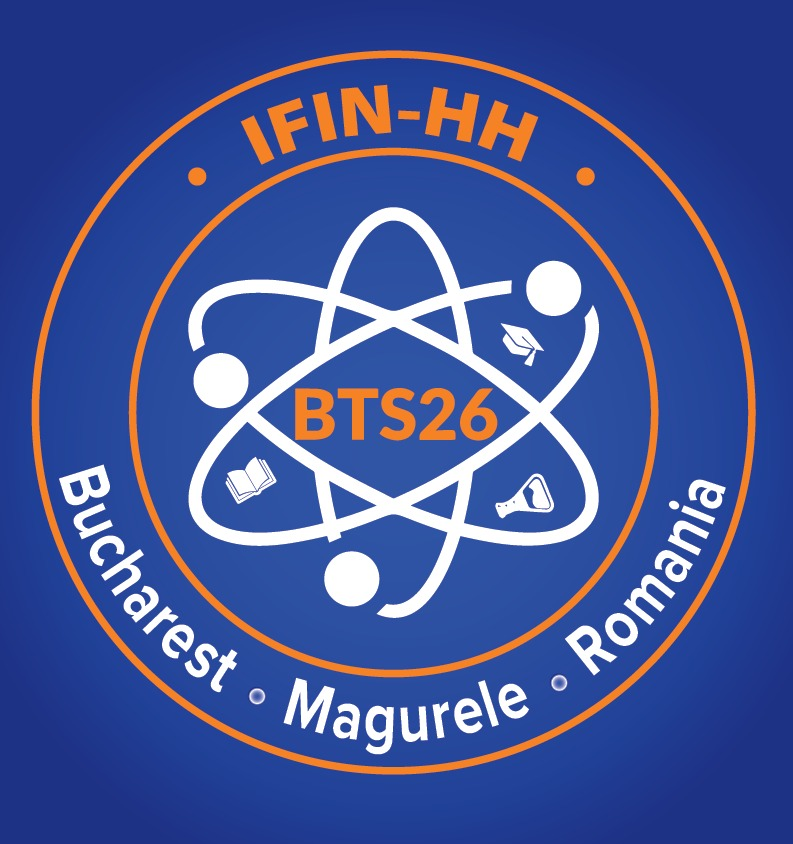 IFIN-HH
BTS26
Bucharest • Magurele • Romania